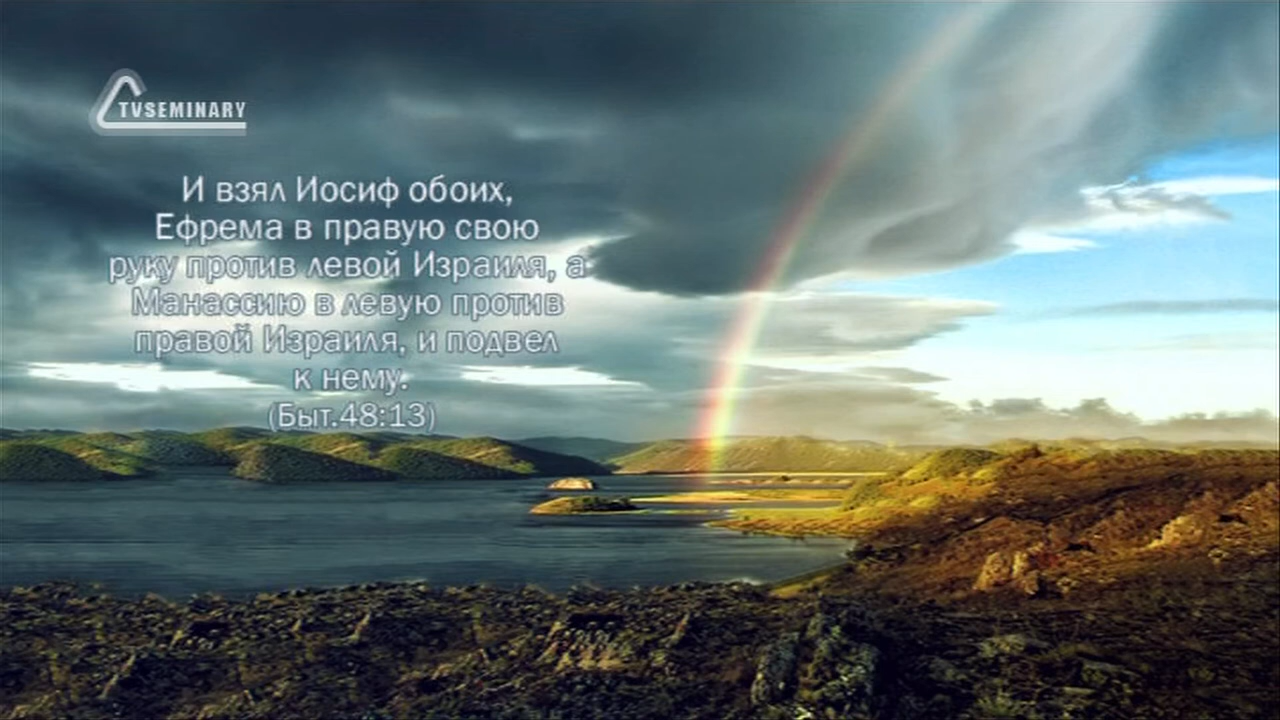 TVSEMINARY
И взял Иосиф обоих,
Ефрема в правую свою
руку против левой Израиля, а
Манассию в левую против
правой Израиля, и подвел
к нему.
(Быт.48:13)